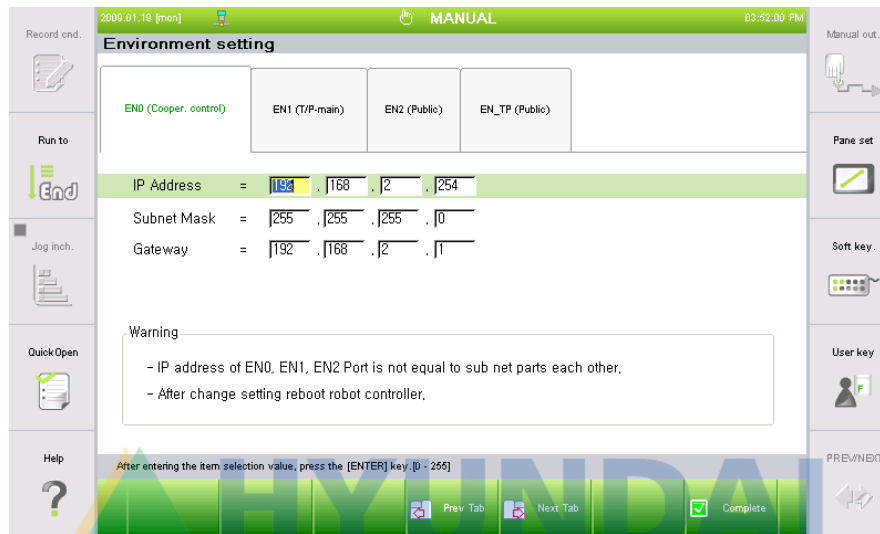 2009.01.19 [mon] MANUAL 03:52:00 PM
Environment setting
Record cnd.
Run to
End
Jog inch.
QuickOpen
Help
?
EN0 (Cooper. control) EN1 (T/P-main) EN2 (Public) EN_TP (Public)
IP Address = 192 . 168 . 2 . 254
Subnet Mask = 255 . 255 . 255 . 0
Gateway = 192 . 168 . 2 . 1
Warning
- IP address of EN0, EN1, EN2 Port is not equal to sub net parts each other,
- After change setting reboot robot controller,
After entering the item selection value, press the [ENTER] key.[0 - 255]
Prev Tab Next Tab Complete
HYUNDAI
Manual out.
Pane set
Soft key.
User key
F
PREV/NEXT